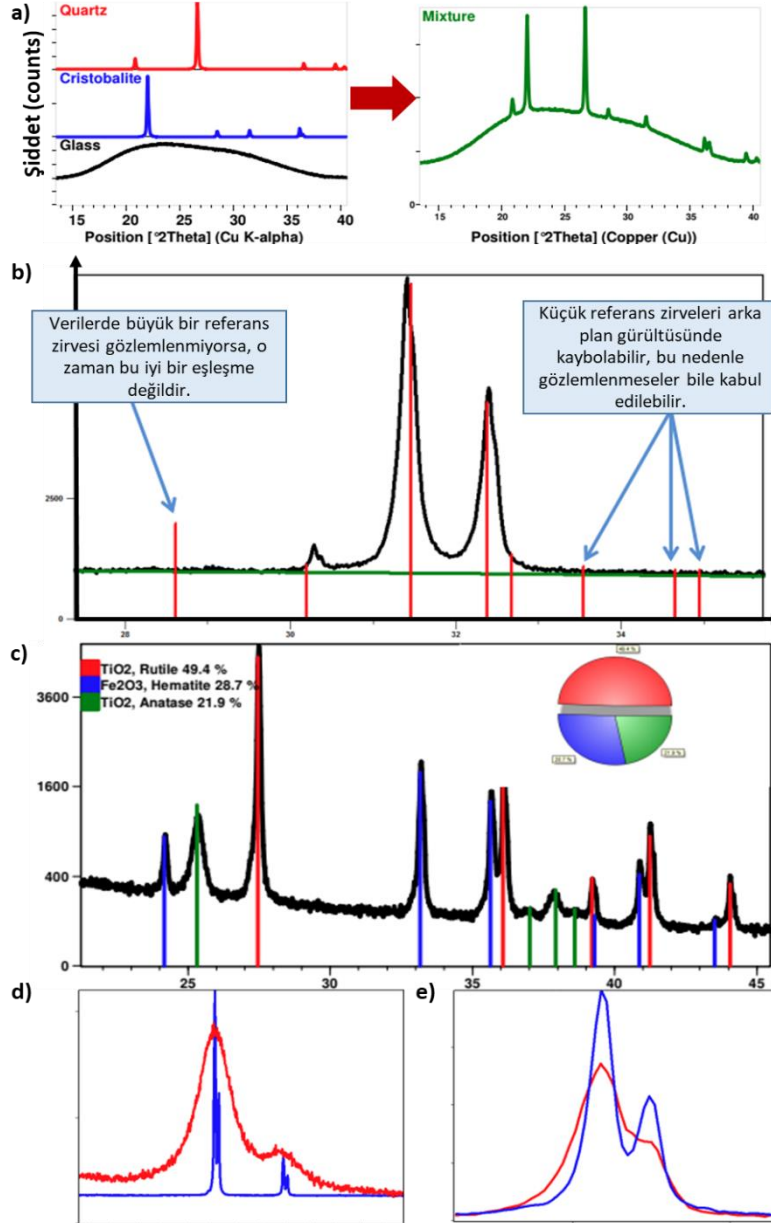 a)
Şiddet (counts)
Quartz
Cristobalite
Glass
15 20 25 30 35 40
Position [°2Theta] (Cu K-alpha)
Mixture
0
15 20 25 30 35 40
Position [°2Theta] (Copper (Cu))
b)
Verilerde büyük bir referans
zirvesi gözlemlenmiyorsa, o
zaman bu iyi bir eşleşme
değildir.
Küçük referans zirveleri arka
plan gürültüsünde
kaybolabilir, bu nedenle
gözlemlenmeseler bile kabul
edilebilir.
2500
0
28 30 32 34
c)
TiO2, Rutile 49.4 %
Fe2O3, Hematite 28.7 %
TiO2, Anatase 21.9 %
3600
1600
400
0
25 30 35 40 45
d)
e)